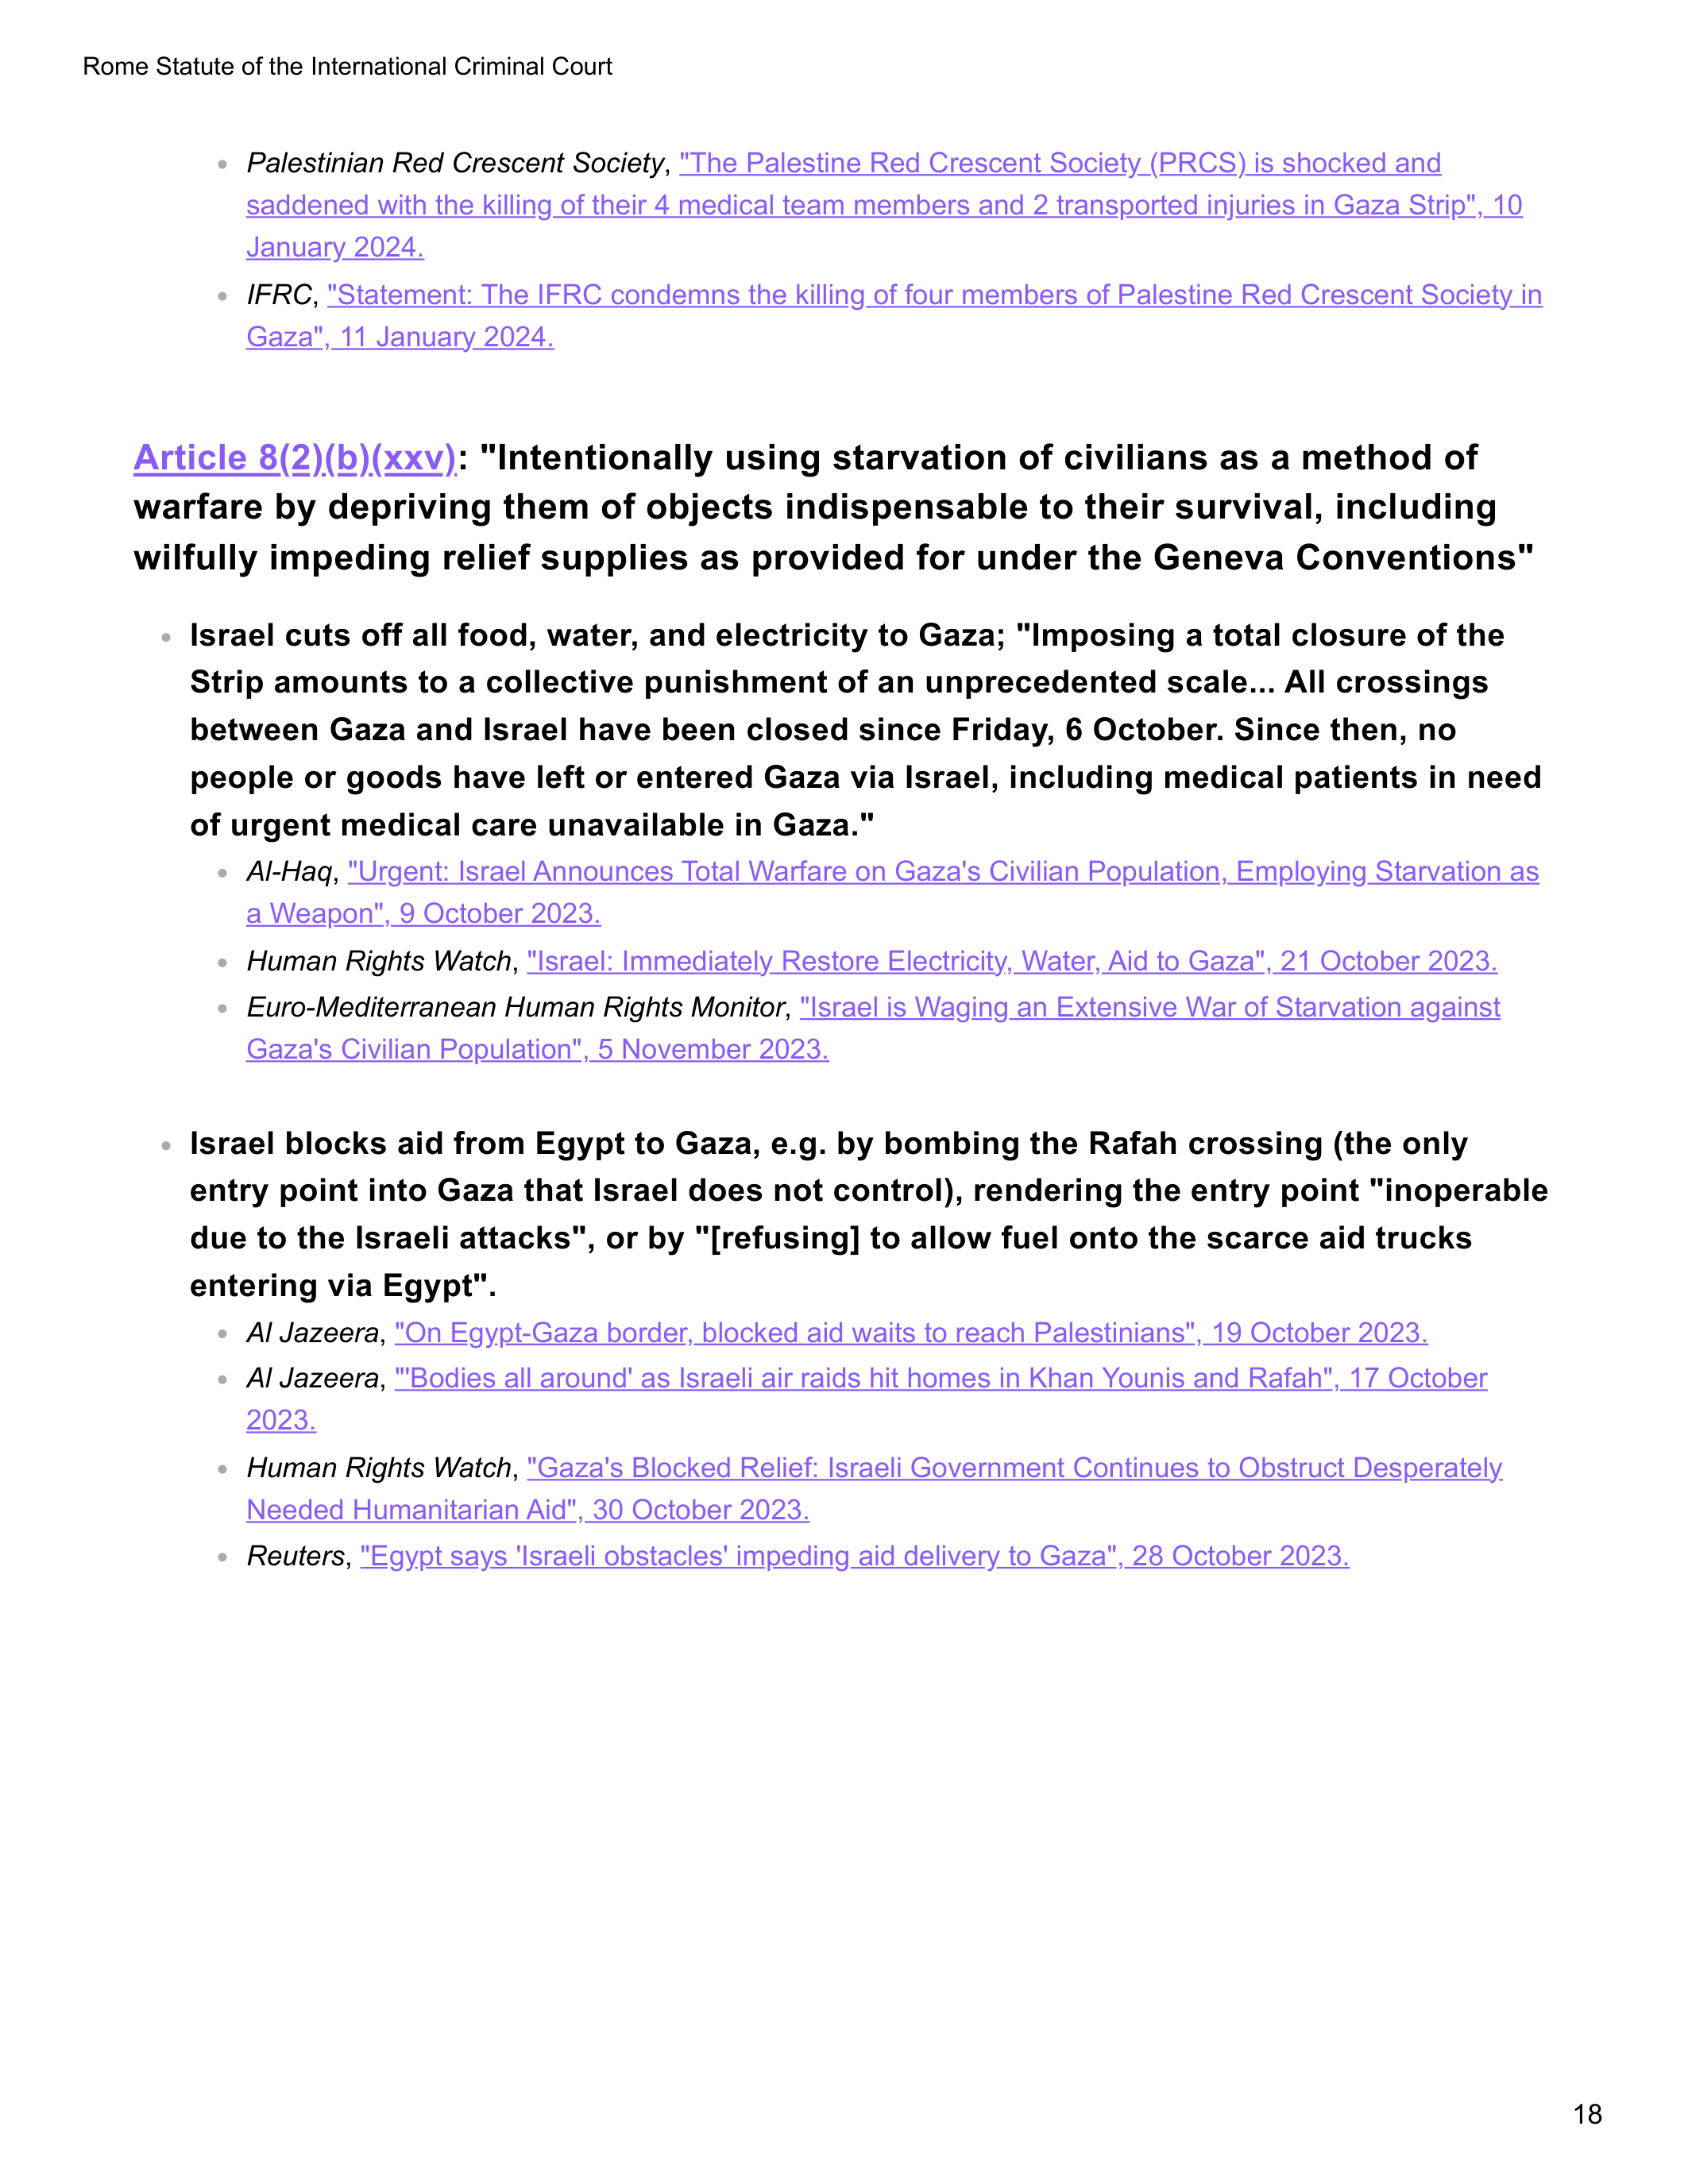 Rome Statute of the International Criminal Court
• Palestinian Red Crescent Society, "The Palestine Red Crescent Society (PRCS) is shocked and
saddened with the killing of their 4 medical team members and 2 transported injuries in Gaza Strip", 10
January 2024.
• IFRC, "Statement: The IFRC condemns the killing of four members of Palestine Red Crescent Society in
Gaza", 11 January 2024.
Article 8(2)(b)(xxv): "Intentionally using starvation of civilians as a method of
warfare by depriving them of objects indispensable to their survival, including
wilfully impeding relief supplies as provided for under the Geneva Conventions"
• Israel cuts off all food, water, and electricity to Gaza; "Imposing a total closure of the
Strip amounts to a collective punishment of an unprecedented scale... All crossings
between Gaza and Israel have been closed since Friday, 6 October. Since then, no
people or goods have left or entered Gaza via Israel, including medical patients in need
of urgent medical care unavailable in Gaza."
• Al-Haq, "Urgent: Israel Announces Total Warfare on Gaza's Civilian Population, Employing Starvation as
a Weapon", 9 October 2023.
• Human Rights Watch, "Israel: Immediately Restore Electricity, Water, Aid to Gaza", 21 October 2023.
• Euro-Mediterranean Human Rights Monitor, "Israel is Waging an Extensive War of Starvation against
Gaza's Civilian Population", 5 November 2023.
• Israel blocks aid from Egypt to Gaza, e.g. by bombing the Rafah crossing (the only
entry point into Gaza that Israel does not control), rendering the entry point "inoperable
due to the Israeli attacks", or by "[refusing] to allow fuel onto the scarce aid trucks
entering via Egypt".
• Al Jazeera, "On Egypt-Gaza border, blocked aid waits to reach Palestinians", 19 October 2023.
• Al Jazeera, "'Bodies all around' as Israeli air raids hit homes in Khan Younis and Rafah", 17 October
2023.
• Human Rights Watch, "Gaza's Blocked Relief: Israeli Government Continues to Obstruct Desperately
Needed Humanitarian Aid", 30 October 2023.
• Reuters, "Egypt says 'Israeli obstacles' impeding aid delivery to Gaza", 28 October 2023.
18